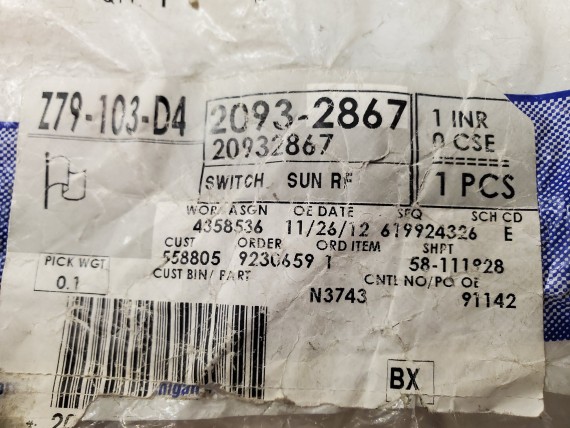 Z79-103-D4
2093-2867
20932867
SWITCH SUN RF
1 INR
0 CSE
1 PCS
WORK ASGN OE DATE SEQ SCH CD
4358536 11/26/12 619924326 E
CUST ORDER ORD ITEM SHPT
558805 9230659 1 58-111928
CUST BIN/ PART CNTL NO/PO OE
N3743 91142
PICK WGT
0.1
BX